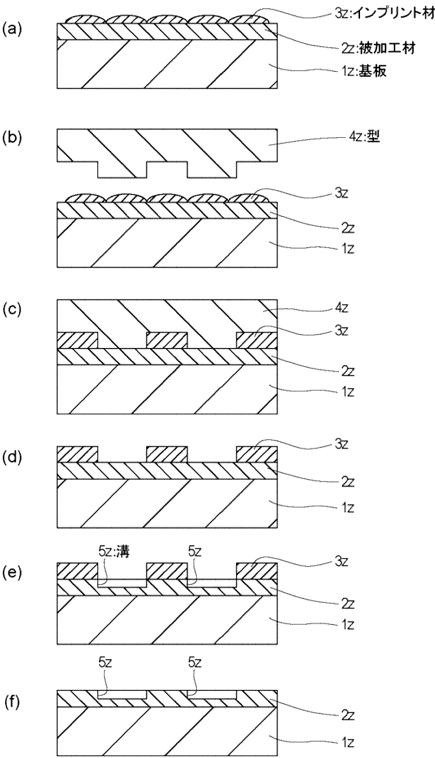 (a)
3z:インプリント材
2z:被加工材
1z:基板
(b)
4z:型
3z
2z
1z
(c)
4z
3z
2z
1z
(d)
3z
2z
1z
(e)
5z:溝
5z
3z
2z
1z
(f)
5z
5z
2z
1z